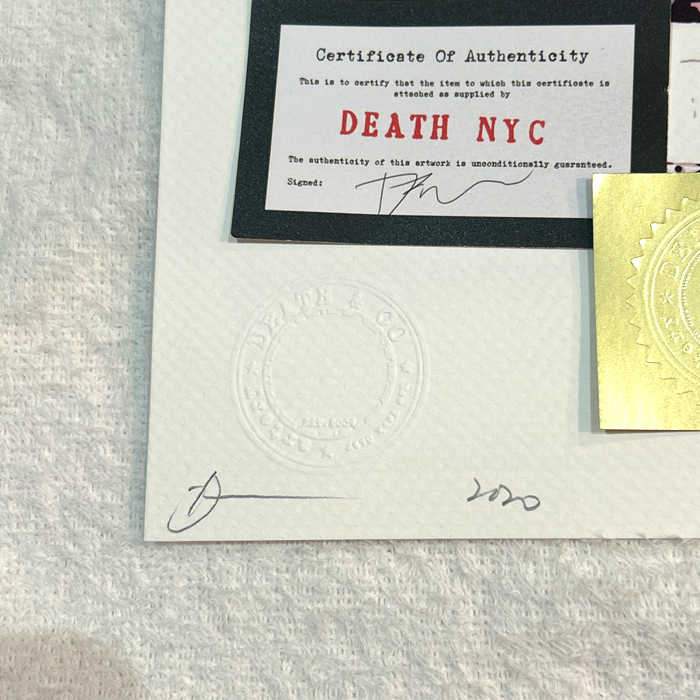 Certificate Of Authenticity
This is to certify that the item to which this certificate is
attached as supplied by
DEATH NYC
The authenticity of this artwork is unconditionally guaranteed.
Signed:
DEATH & CO
2020